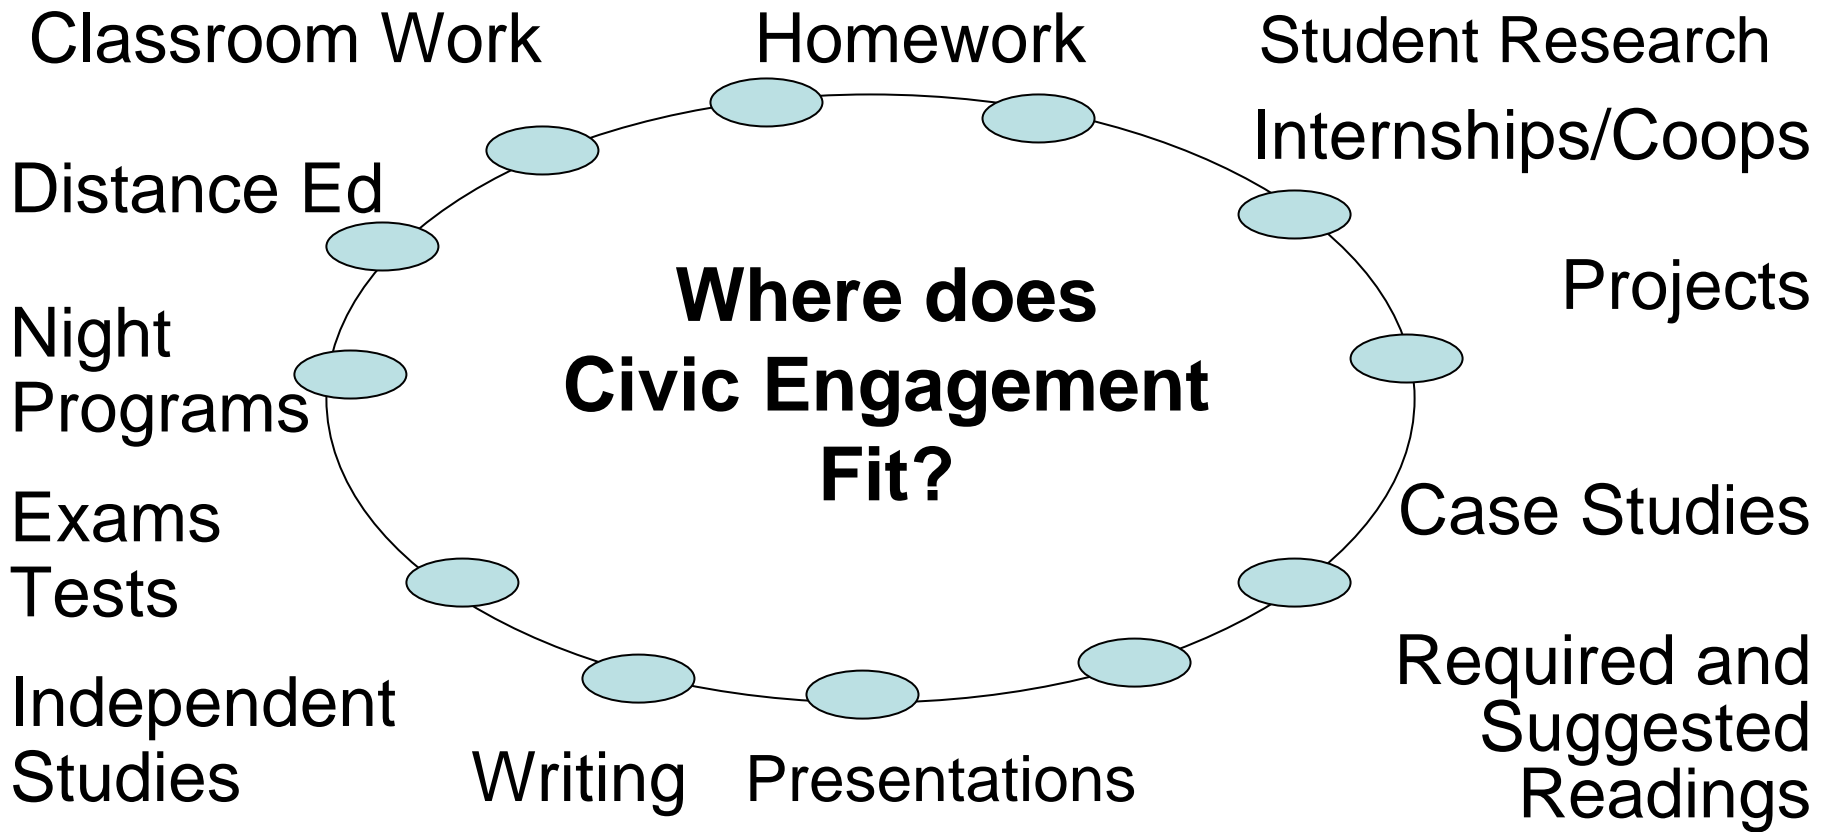 Classroom Work
Homework
Student Research
Internships/Coops
Distance Ed
Projects
Night
Programs
Where does
Civic Engagement
Fit?
Exams
Tests
Case Studies
Independent
Studies
Writing
Presentations
Required and
Suggested
Readings